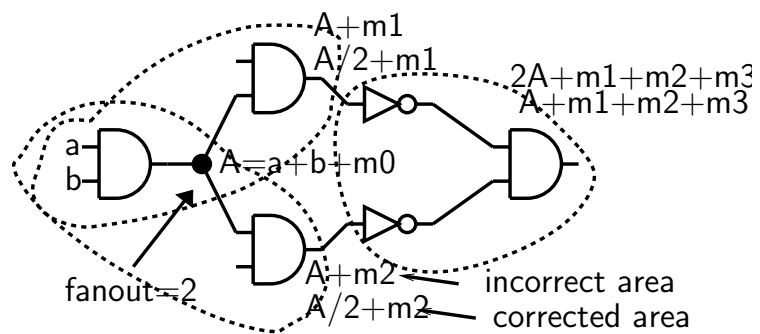 A+m1
A/2+m1
2A+m1+m2+m3
A+m1+m2+m3
a
b
A=a+b+m0
fanout=2
A+m2
incorrect area
A/2+m2
corrected area